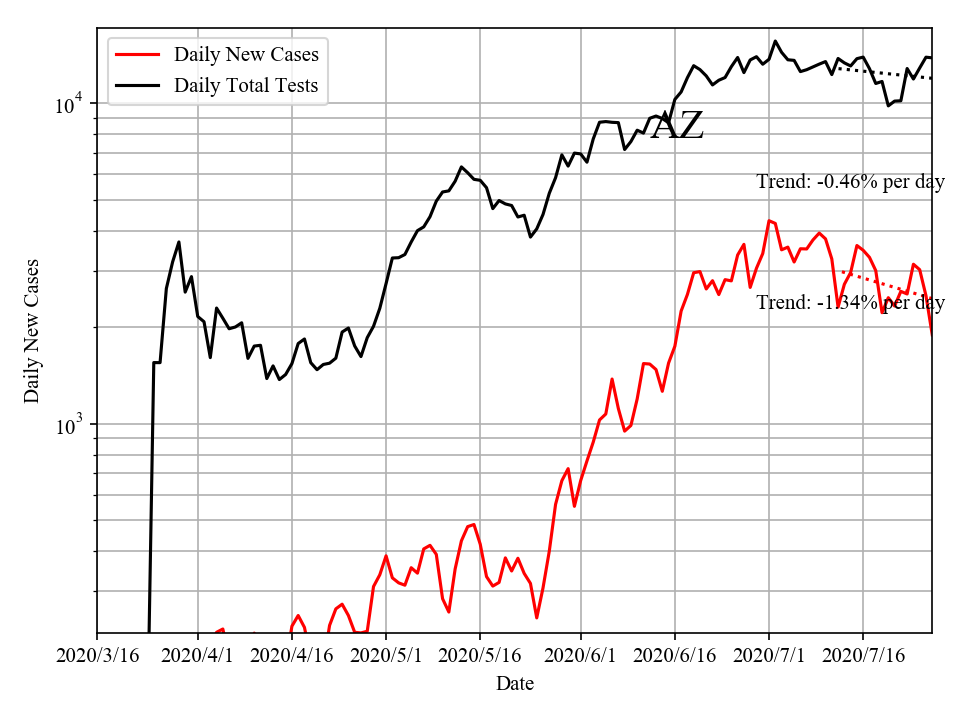 Daily New Cases
Daily Total Tests
10^4
AZ
Trend: -0.46% per day
Trend: -1.34% per day
10^3
Daily New Cases
2020/3/16 2020/4/1 2020/4/16 2020/5/1 2020/5/16 2020/6/1 2020/6/16 2020/7/1 2020/7/16
Date